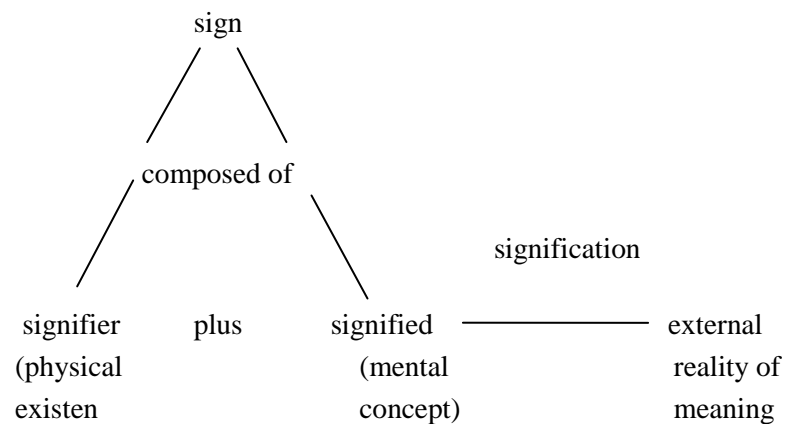 sign
composed of
signification
signifier plus signified external
(physical (mental reality of
existen concept) meaning